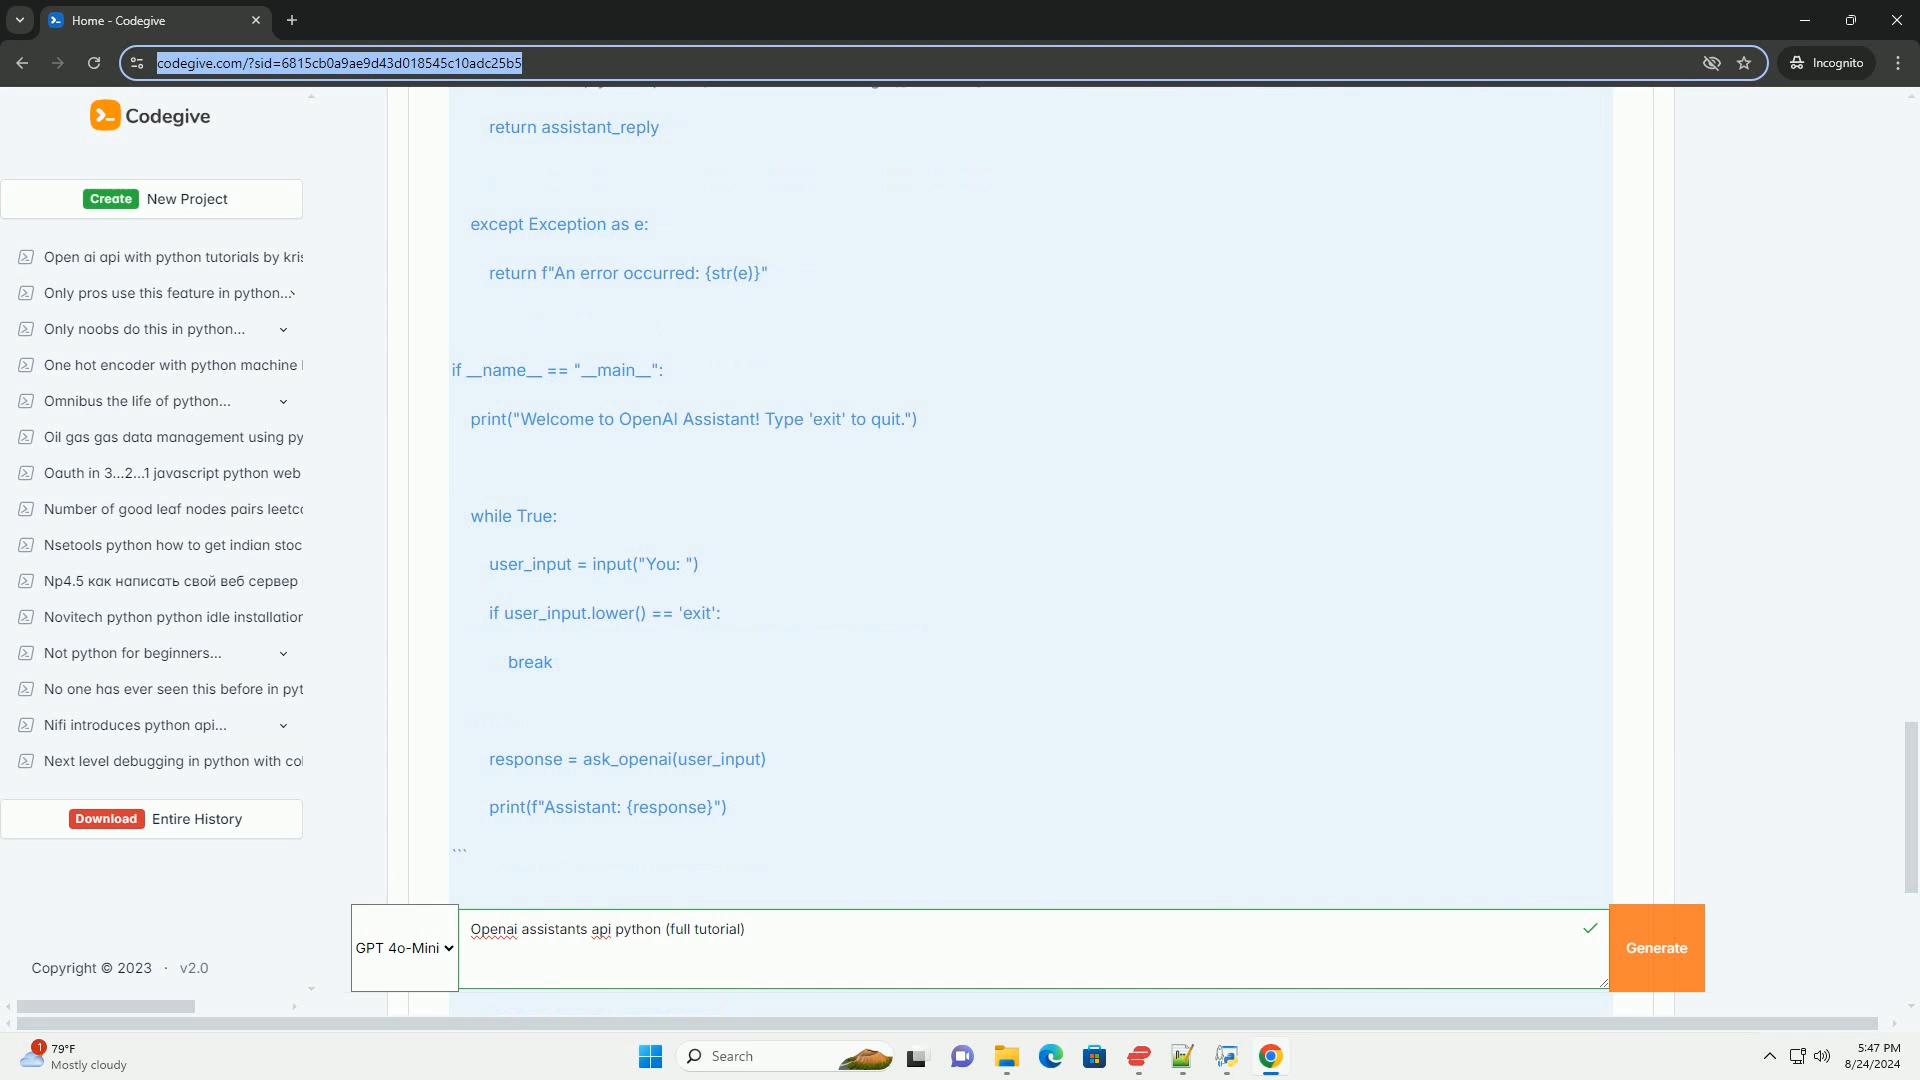 Home - Codegive
codegive.com/?sid=6815cb0a9ae9d43d018545c10adc25b5
Incognito
Codegive
Create New Project
Open ai api with python tutorials by kris
Only pros use this feature in python...
Only noobs do this in python...
One hot encoder with python machine
Omnibus the life of python...
Oil gas gas data management using py
Oauth in 3...2...1 javascript python web
Number of good leaf nodes pairs leetco
Nsetools python how to get indian stoc
Np4.5 как написать свой веб сервер
Novitech python python idle installation
Not python for beginners...
No one has ever seen this before in pyt
Nifi introduces python api...
Next level debugging in python with col
Download Entire History
Copyright © 2023 · v2.0
return assistant_reply
except Exception as e:
return f"An error occurred: {str(e)}"
if __name__ == "__main__":
print("Welcome to OpenAI Assistant! Type 'exit' to quit.")
while True:
user_input = input("You: ")
if user_input.lower() == 'exit':
break
response = ask_openai(user_input)
print(f"Assistant: {response}")
```
GPT 4o-Mini
Openai assistants api python (full tutorial)
Generate
1
79°F
Mostly cloudy
Search
5:47 PM
8/24/2024